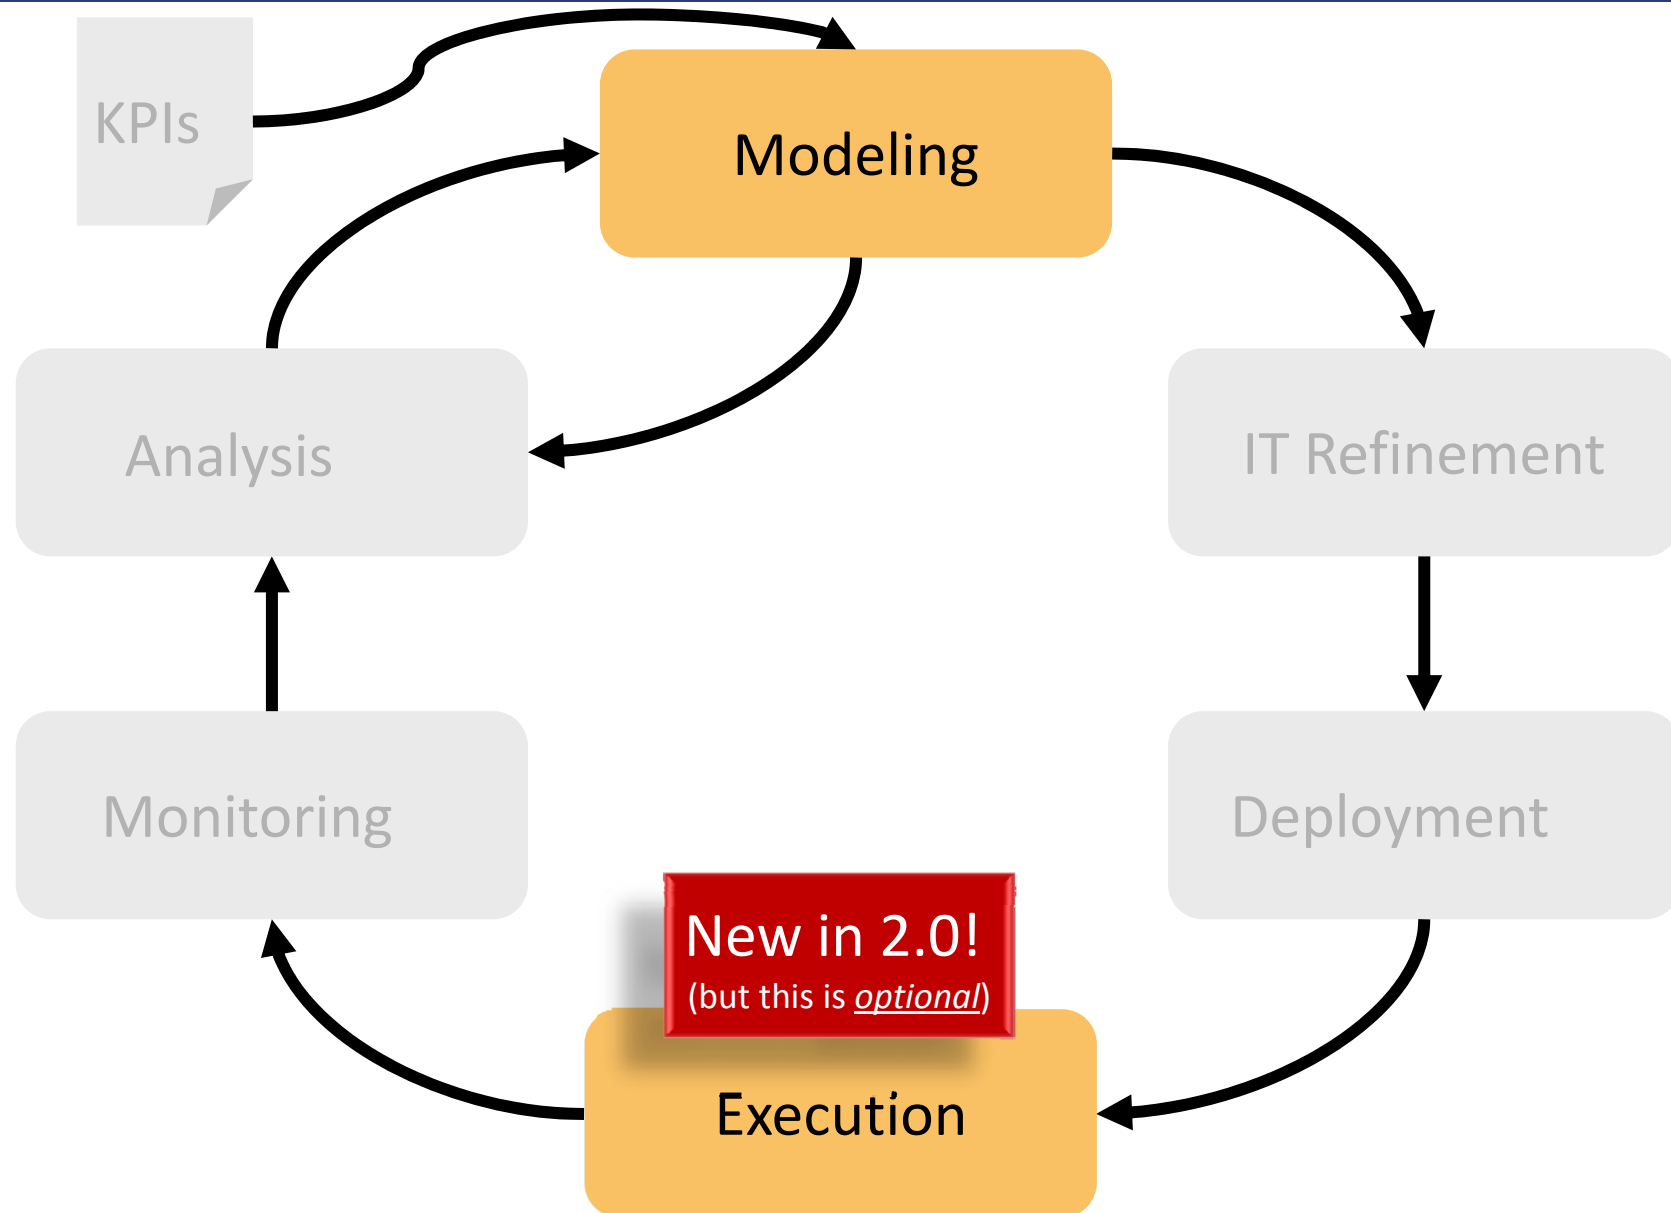 KPIs
Modeling
Analysis
IT Refinement
Monitoring
Deployment
New in 2.0!
(but this is optional)
Execution